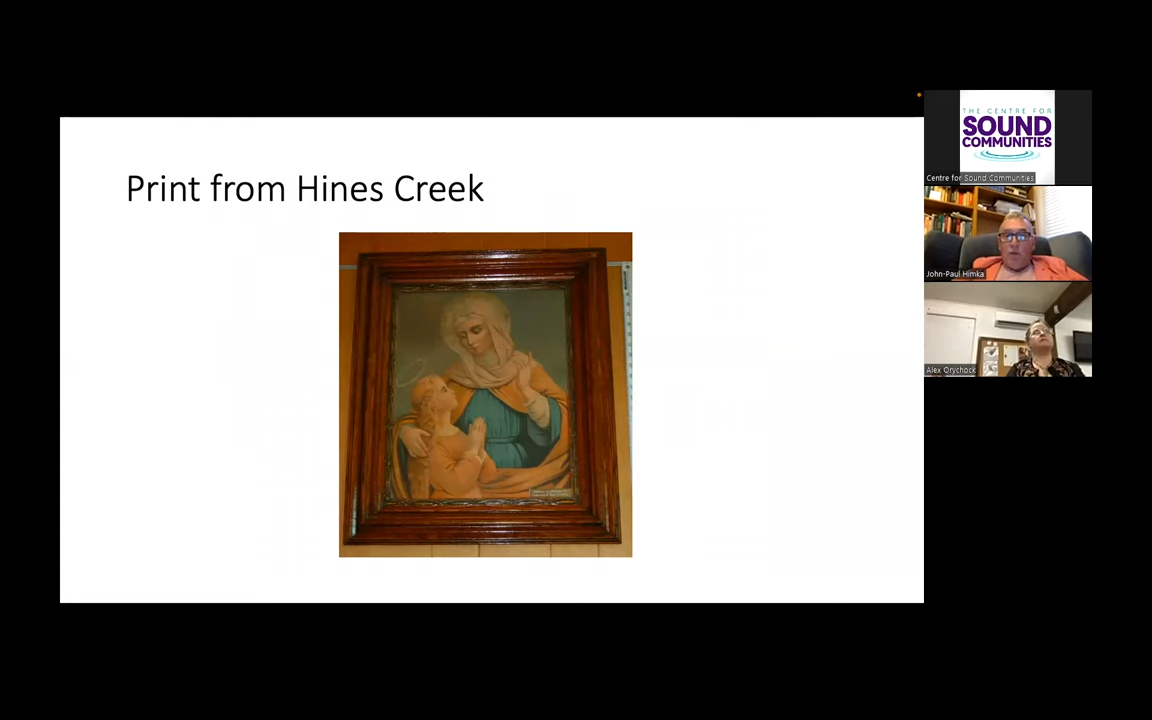 Print from Hines Creek
THE CENTRE FOR
SOUND
COMMUNITIES
Centre for Sound Communities
John-Paul Himka
Alex Orychock